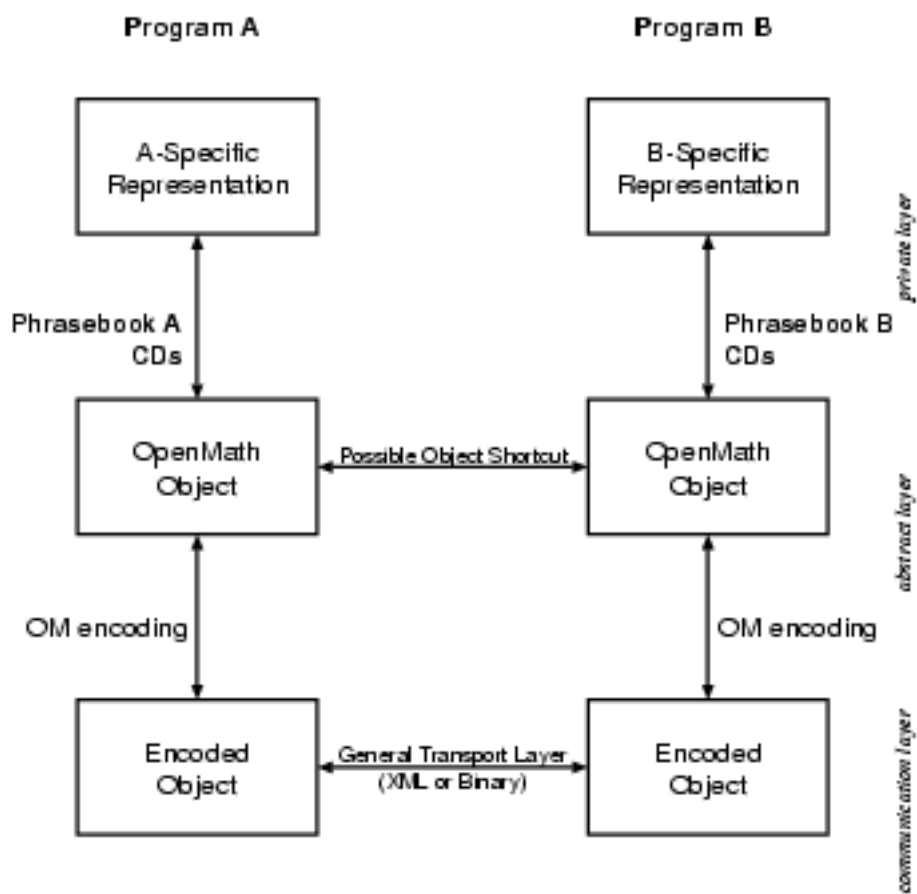 Program A
Program B
A-Specific
Representation
B-Specific
Representation
private layer
Phrasebook A
CDs
Phrasebook B
CDs
OpenMath
Object
Possible Object Shortcut
OpenMath
Object
abstract layer
OM encoding
OM encoding
Encoded
Object
General Transport Layer
(XML or Binary)
Encoded
Object
communication layer